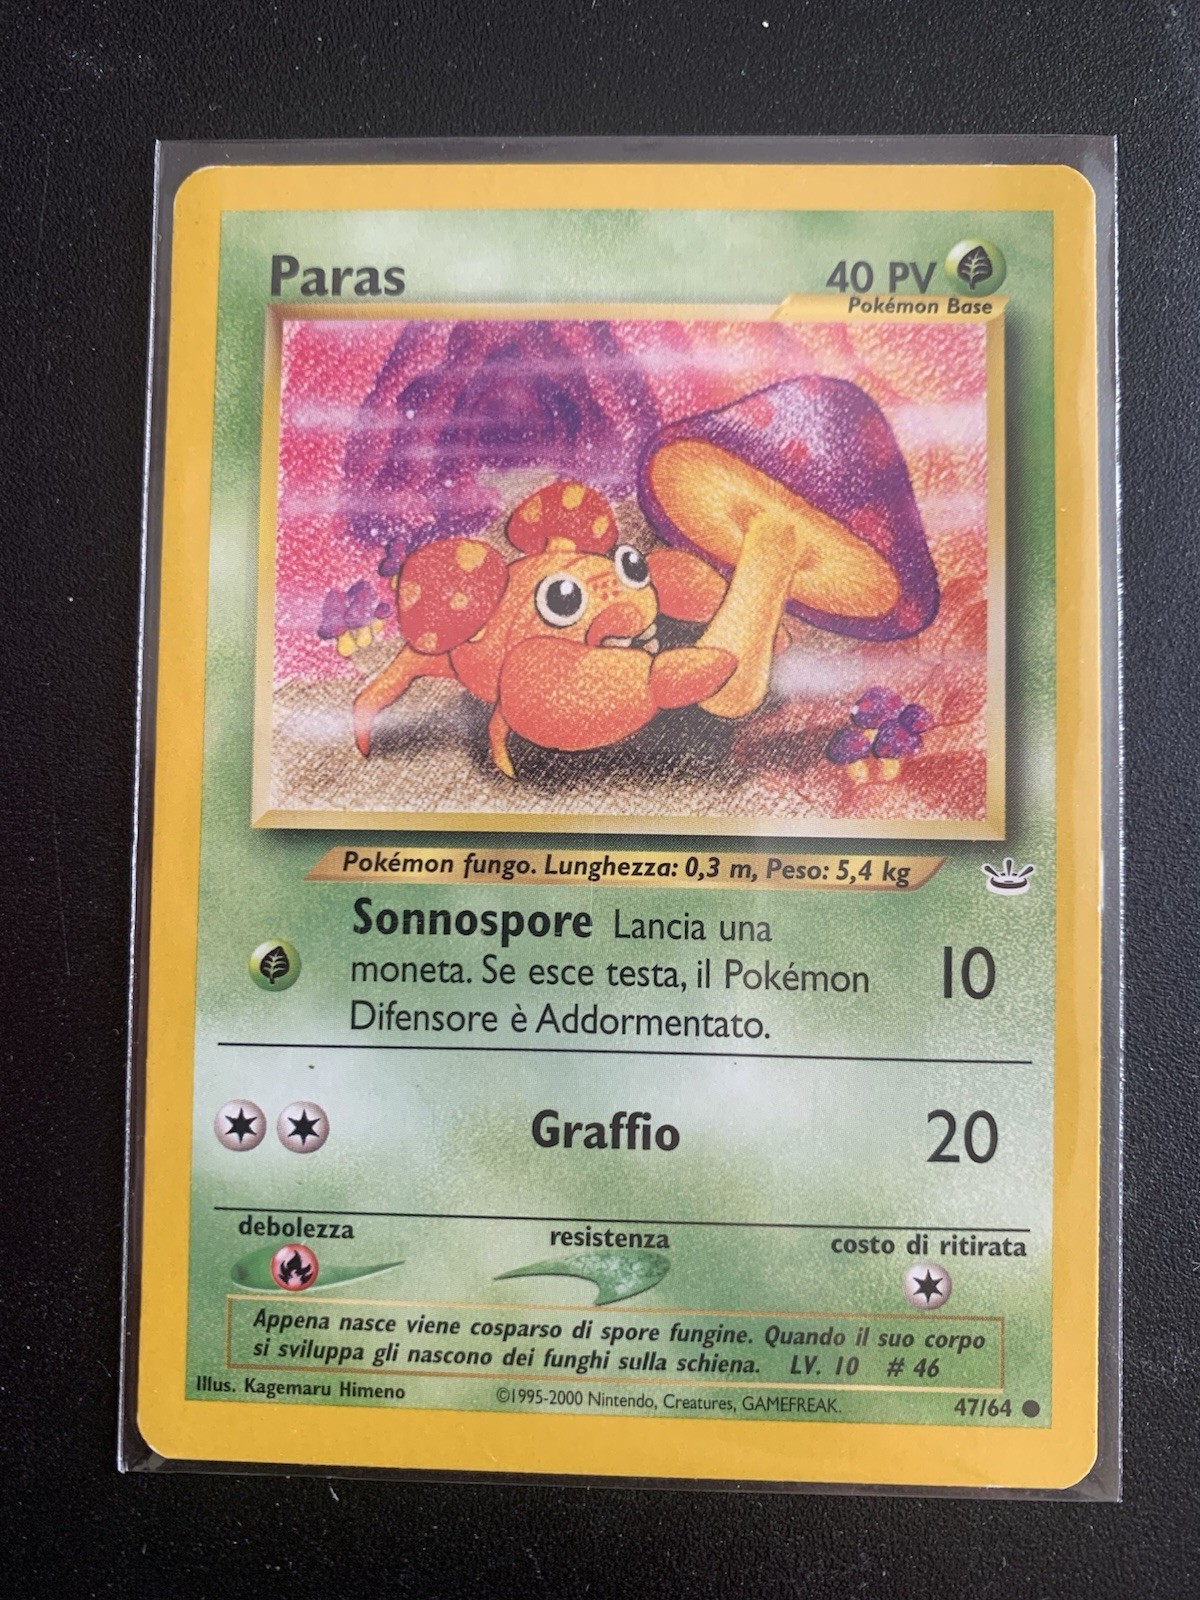 Paras
40 PV
Pokémon Base
Pokémon fungo. Lunghezza: 0,3 m, Peso: 5,4 kg
Sonnospore Lancia una
moneta. Se esce testa, il Pokémon
Difensore è Addormentato.
10
Graffio
20
debolezza
resistenza
costo di ritirata
Appena nasce viene cosparso di spore fungine. Quando il suo corpo
si sviluppa gli nascono dei funghi sulla schiena. LV. 10 # 46
Illus. Kagemaru Himeno
©1995-2000 Nintendo, Creatures, GAMEFREAK.
47/64